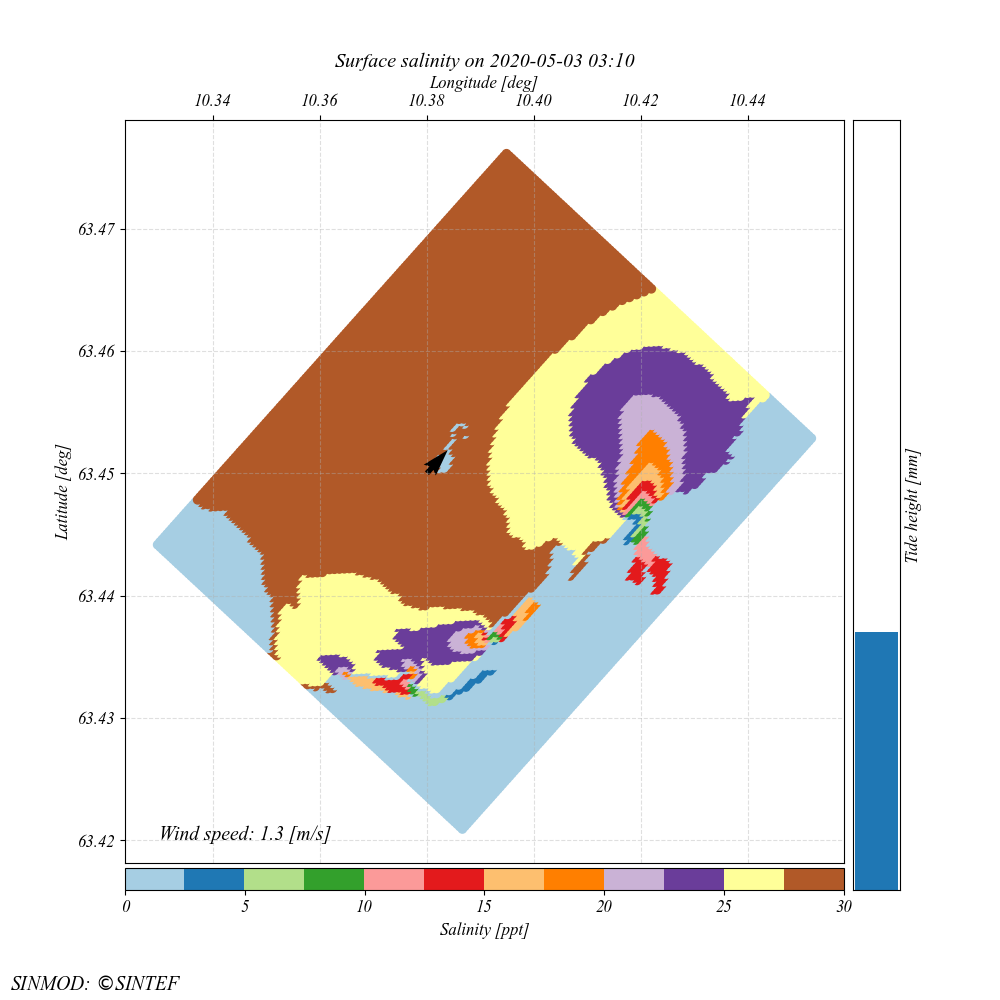 Surface salinity on 2020-05-03 03:10
Longitude [deg]
10.34 10.36 10.38 10.40 10.42 10.44
63.47
63.46
63.45
63.44
63.43
63.42
Latitude [deg]
Tide height [mm]
Wind speed: 1.3 [m/s]
0 5 10 15 20 25 30
Salinity [ppt]
SINMOD: ©SINTEF